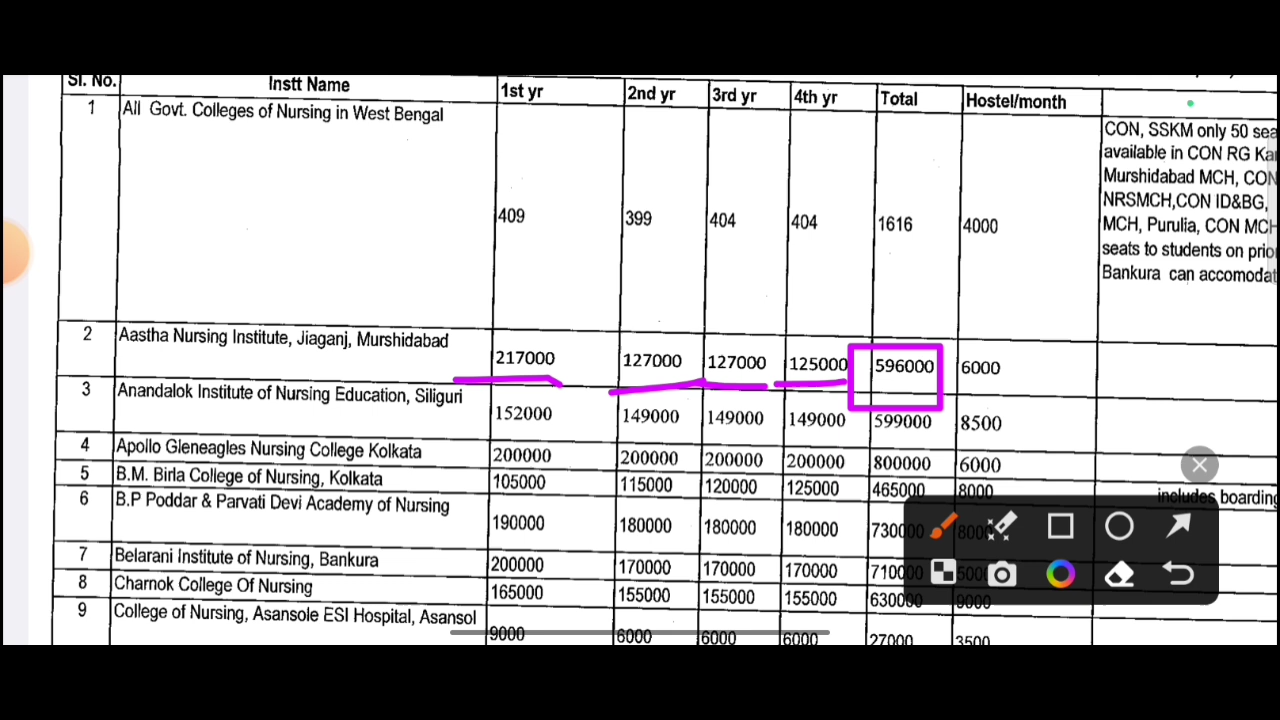 Sl. No. Instt Name 1st yr 2nd yr 3rd yr 4th yr Total Hostel/month
1 All Govt. Colleges of Nursing in West Bengal 409 399 404 404 1616 4000
CON, SSKM only 50 sea
available in CON RG Ka
Murshidabad MCH, CON
NRSMCH,CON ID&BG,
MCH, Purulia, CON MCH
seats to students on prio
Bankura can accomodat
2 Aastha Nursing Institute, Jiaganj, Murshidabad 217000 127000 127000 125000 596000 6000
3 Anandalok Institute of Nursing Education, Siliguri 152000 149000 149000 149000 599000 8500
4 Apollo Gleneagles Nursing College Kolkata 200000 200000 200000 200000 800000 6000
5 B.M. Birla College of Nursing, Kolkata 105000 115000 120000 125000 465000 8000 includes boarding
6 B.P Poddar & Parvati Devi Academy of Nursing 190000 180000 180000 180000 730000 8000
7 Belarani Institute of Nursing, Bankura 200000 170000 170000 170000 710000 5000
8 Charnok College Of Nursing 165000 155000 155000 155000 630000 9000
9 College of Nursing, Asansole ESI Hospital, Asansol 9000 6000 6000 6000 27000 3500